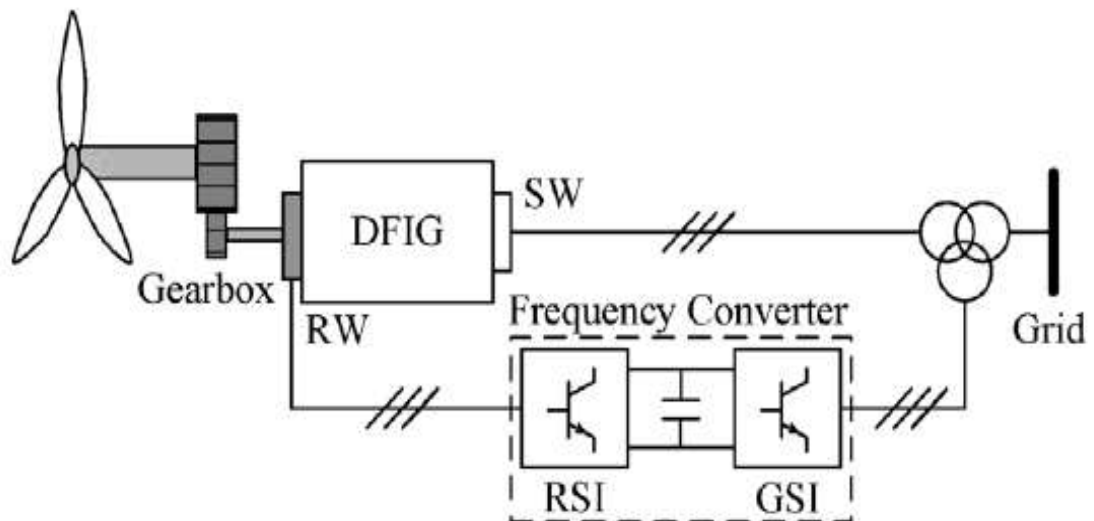 SW
DFIG
Gearbox
RW
Frequency Converter
Grid
RSI
GSI